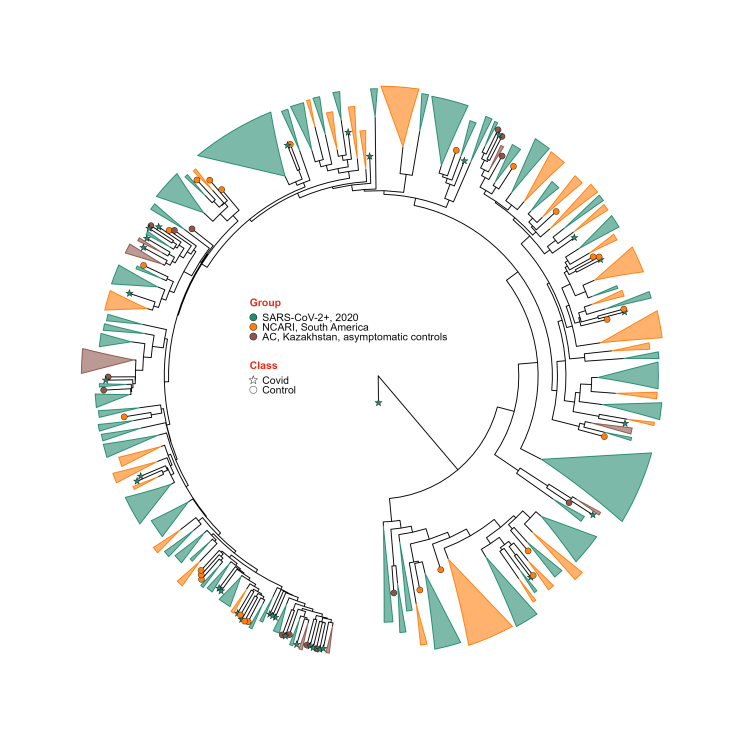 Group
SARS-CoV-2+, 2020
NCARI, South America
AC, Kazakhstan, asymptomatic controls
Class
Covid
Control